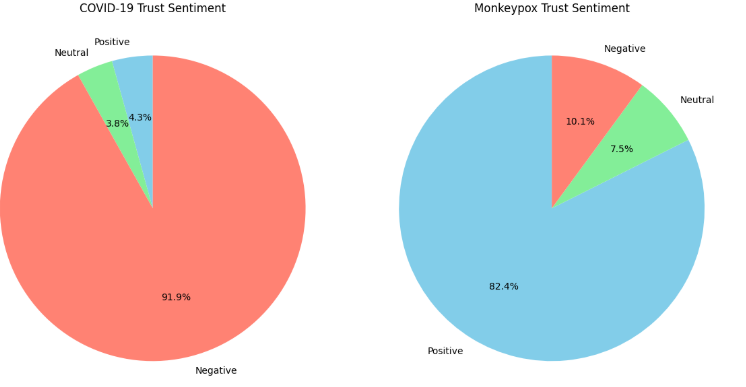 COVID-19 Trust Sentiment
Positive
Neutral
4.3%
3.8%
91.9%
Negative
Monkeypox Trust Sentiment
Negative
Neutral
10.1%
7.5%
82.4%
Positive